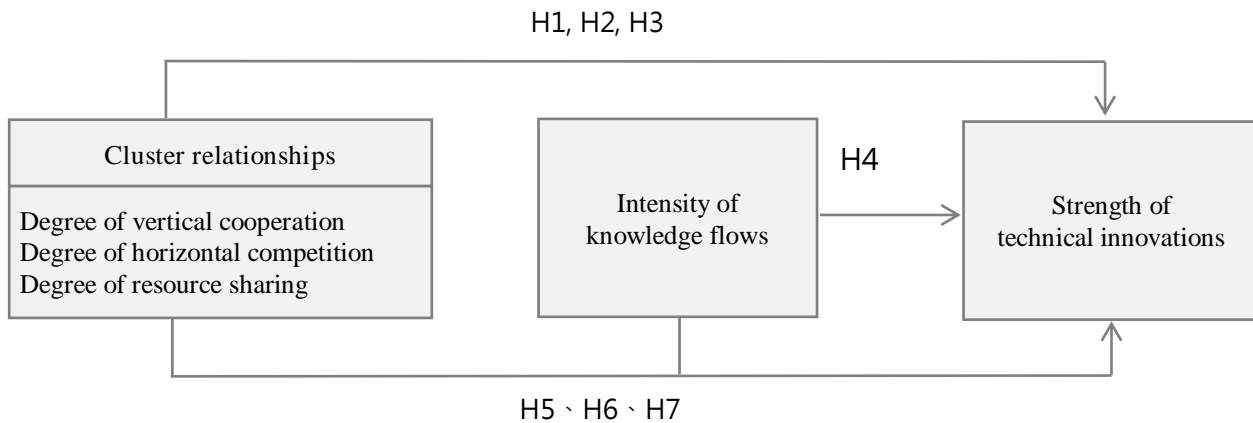 H1, H2, H3
Cluster relationships
Degree of vertical cooperation
Degree of horizontal competition
Degree of resource sharing
Intensity of
knowledge flows
H4
Strength of
technical innovations
H5、H6、H7